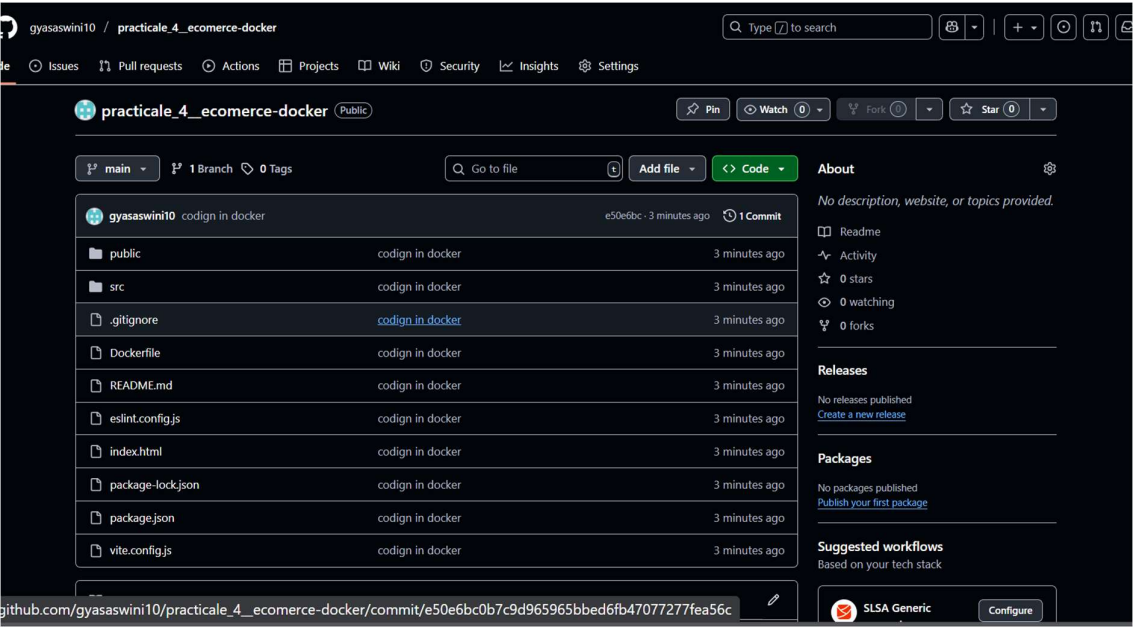 gyasaswini10 / practicale_4__ecomerce-docker
Type / to search
Issues Pull requests Actions Projects Wiki Security Insights Settings
practicale_4__ecomerce-docker Public
Pin Watch 0 Fork 0 Star 0
main 1 Branch 0 Tags Go to file t Add file <> Code
gyasaswini10 codign in docker e50e6bc · 3 minutes ago 1 Commit
public codign in docker 3 minutes ago
src codign in docker 3 minutes ago
.gitignore codign in docker 3 minutes ago
Dockerfile codign in docker 3 minutes ago
README.md codign in docker 3 minutes ago
eslint.config.js codign in docker 3 minutes ago
index.html codign in docker 3 minutes ago
package-lock.json codign in docker 3 minutes ago
package.json codign in docker 3 minutes ago
vite.config.js codign in docker 3 minutes ago
github.com/gyasaswini10/practicale_4__ecomerce-docker/commit/e50e6bc0b7c9d965965bbed6fb47077277fea56c
About
No description, website, or topics provided.
Readme
Activity
0 stars
0 watching
0 forks
Releases
No releases published
Create a new release
Packages
No packages published
Publish your first package
Suggested workflows
Based on your tech stack
SLSA Generic
Configure